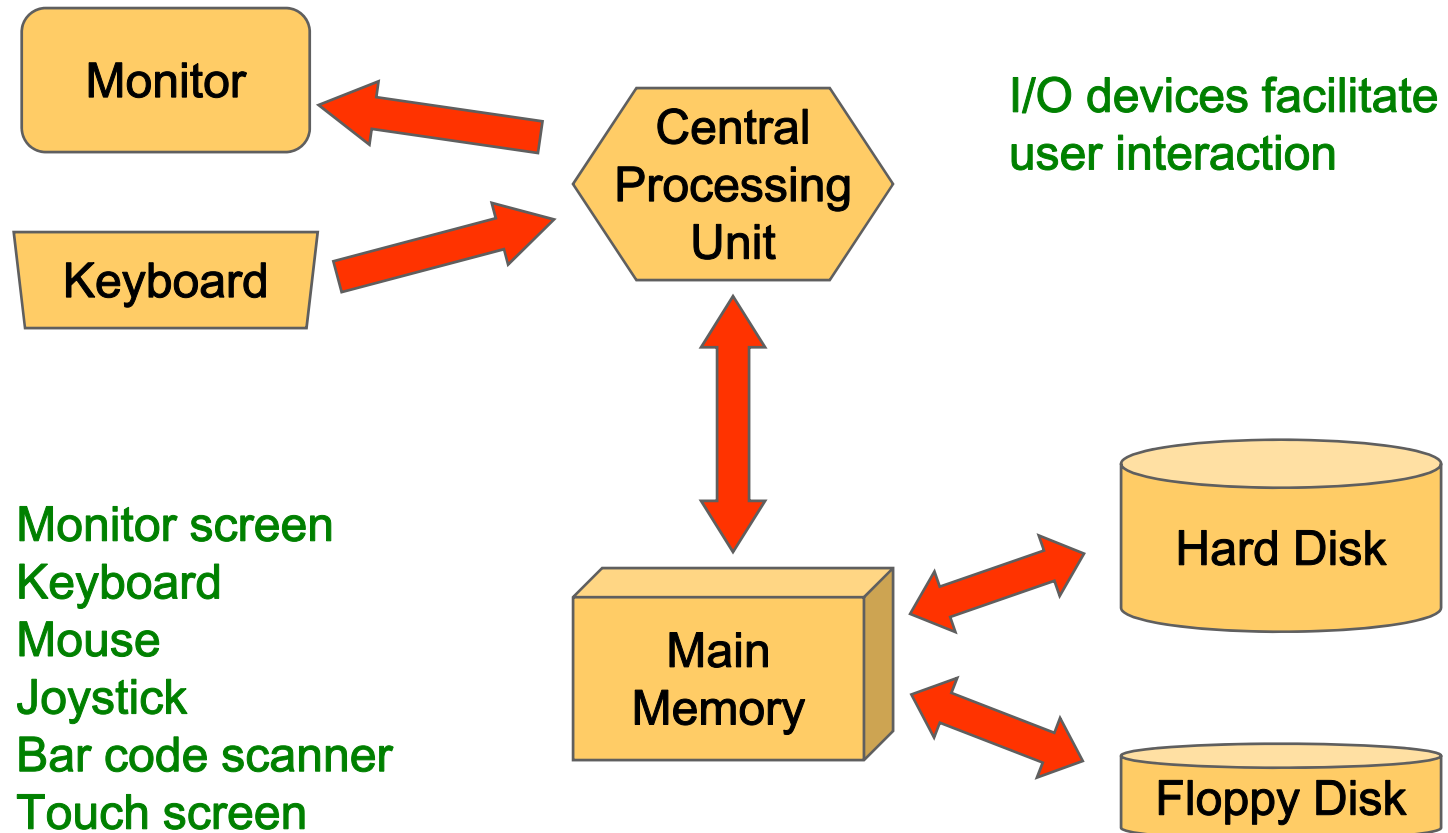 Monitor
Central
Processing
Unit
I/O devices facilitate
user interaction
Keyboard
Monitor screen
Keyboard
Mouse
Joystick
Bar code scanner
Touch screen
Main
Memory
Hard Disk
Floppy Disk